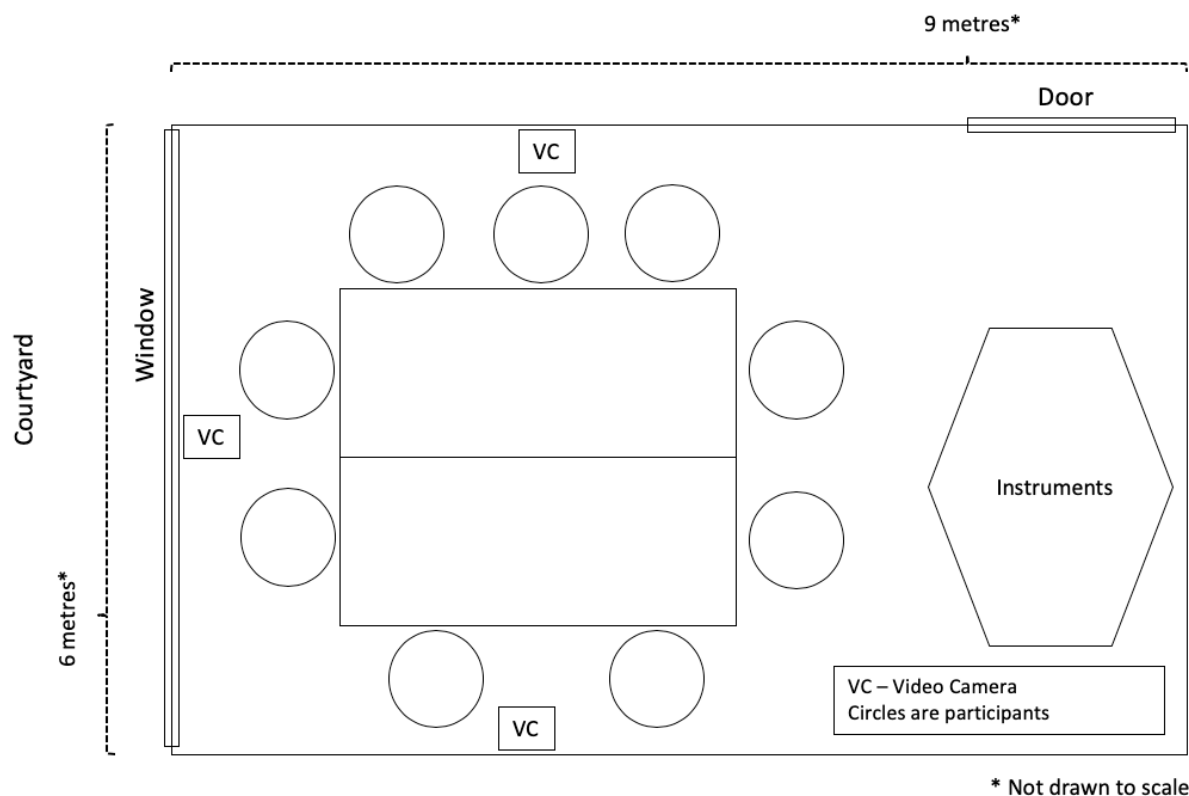 9 metres*
Door
VC
Window
Courtyard
VC
Instruments
6 metres*
VC – Video Camera
Circles are participants
VC
* Not drawn to scale